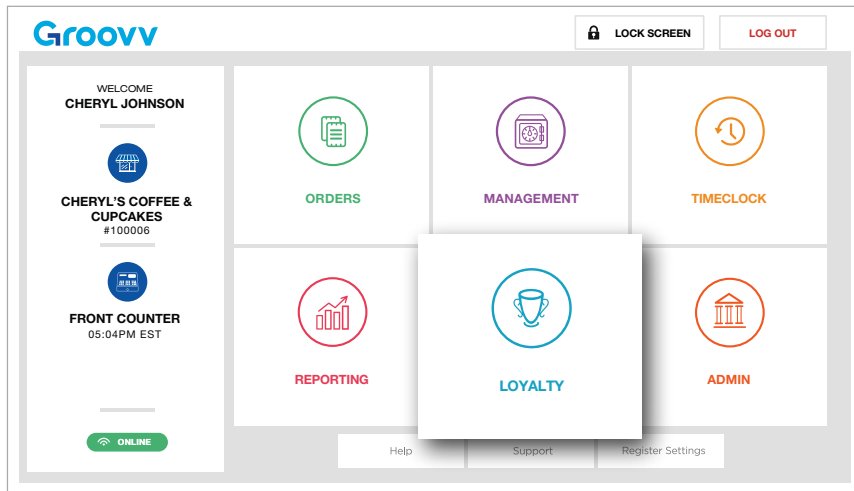 Groovv
LOCK SCREEN
LOG OUT
WELCOME
CHERYL JOHNSON
CHERYL’S COFFEE &
CUPCAKES
#100006
FRONT COUNTER
05:04PM EST
ONLINE
ORDERS
MANAGEMENT
TIMECLOCK
REPORTING
LOYALTY
ADMIN
Help
Support
Register Settings